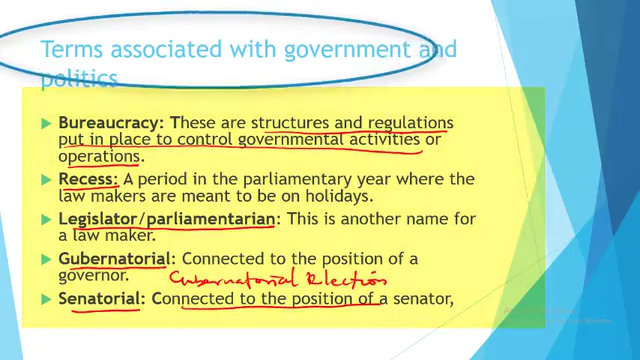 Terms associated with government and
politics
Bureaucracy: These are structures and regulations
put in place to control governmental activities or
operations.
Recess: A period in the parliamentary year where the
law makers are meant to be on holidays.
Legislator/parliamentarian: This is another name for
a law maker.
Gubernatorial: Connected to the position of a
governor.
Gubernatorial Election
Senatorial: Connected to the position of a senator,